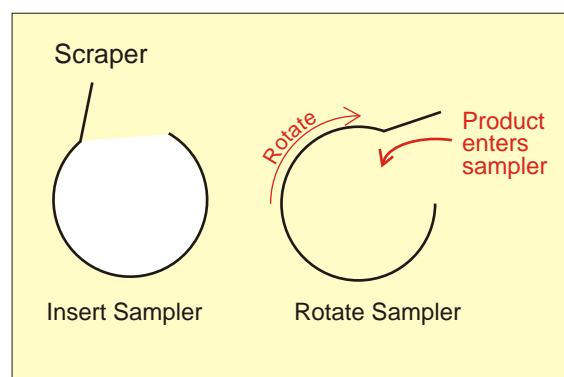 Scraper
Rotate
Product
enters
sampler
Insert Sampler
Rotate Sampler